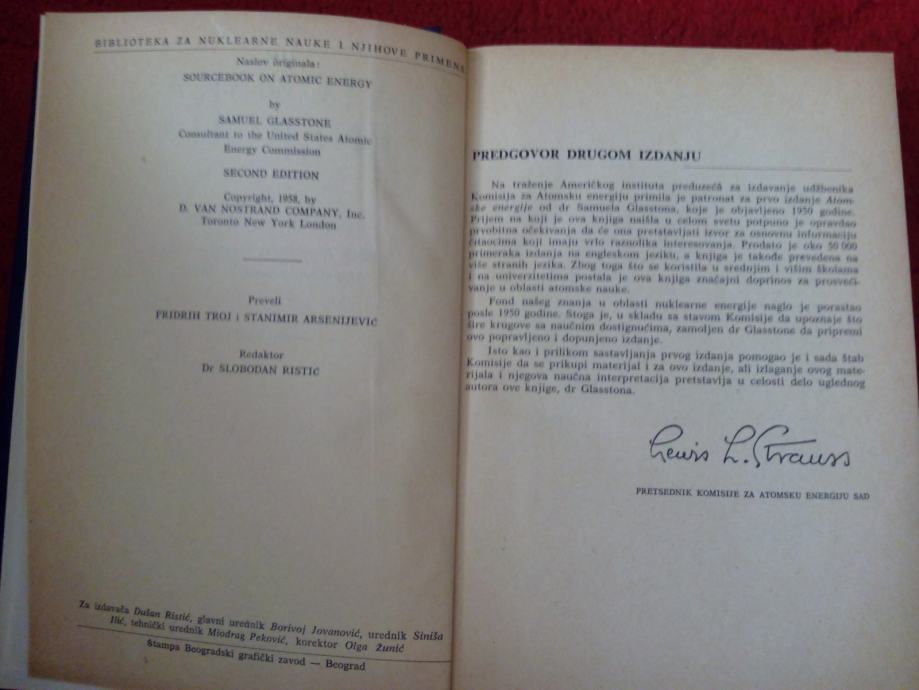 BIBLIOTEKA ZA NUKLEARNE NAUKE I NJIHOVE PRIMENE
Naslov originala:
SOURCEBOOK ON ATOMIC ENERGY
by
SAMUEL GLASSTONE
Consultant to the United States Atomic
Energy Commission
SECOND EDITION
Copyright, 1958, by
D. VAN NOSTRAND COMPANY, Inc.
Toronto New York London
Preveli
FRIDRIH TROJ i STANIMIR ARSENIJEVIĆ
Redaktor
Dr SLOBODAN RISTIĆ
Za izdavača Dušan Ristić, glavni urednik Borivoj Jovanović, urednik Siniša
Ilić, tehnički urednik Miodrag Peković, korektor Olga Žunić
Štampa Beogradski grafički zavod — Beograd
PREDGOVOR DRUGOM IZDANJU
Na traženje Američkog instituta preduzeća za izdavanje udžbenika
Komisija za Atomsku energiju primila je patronat za prvo izdanje Atom-
ske energije od dr Samuela Glasstona, koje je objavljeno 1950 godine.
Prijem na koji je ova knjiga naišla u celom svetu potpuno je opravdao
prvobitna očekivanja da će ona pretstavljati izvor za osnovnu informaciju
čitaocima koji imaju vrlo raznolika interesovanja. Prodato je oko 50 000
primeraka izdanja na engleskom jeziku, a knjiga je takođe prevedena na
više stranih jezika. Zbog toga što se koristila u srednjim i višim školama
i na univerzitetima postala je ova knjiga značajni doprinos za prosveći-
vanje u oblasti atomske nauke.
Fond našeg znanja u oblasti nuklearne energije naglo je porastao
posle 1950 godine. Stoga je, u skladu sa stavom Komisije da upoznaje što
šire krugove sa naučnim dostignućima, zamoljen dr Glasstone da pripremi
ovo popravljeno i dopunjeno izdanje.
Isto kao i prilikom sastavljanja prvog izdanja pomogao je i sada štab
Komisije da se prikupi materijal i za ovo izdanje, ali izlaganje ovog mate-
rijala i njegova naučna interpretacija pretstavlja u celosti delo uglednog
autora ove knjige, dr Glasstona.
Lewis L. Strauss
PRETSEDNIK KOMISIJE ZA ATOMSKU ENERGIJU SAD